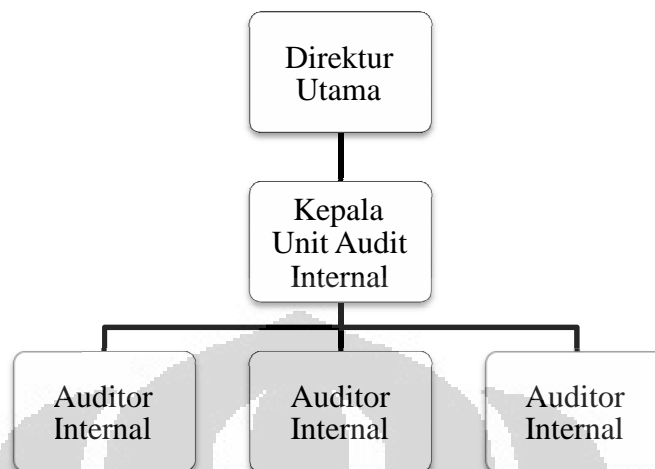 Direktur
Utama
Kepala
Unit Audit
Internal
Auditor
Internal
Auditor
Internal
Auditor
Internal